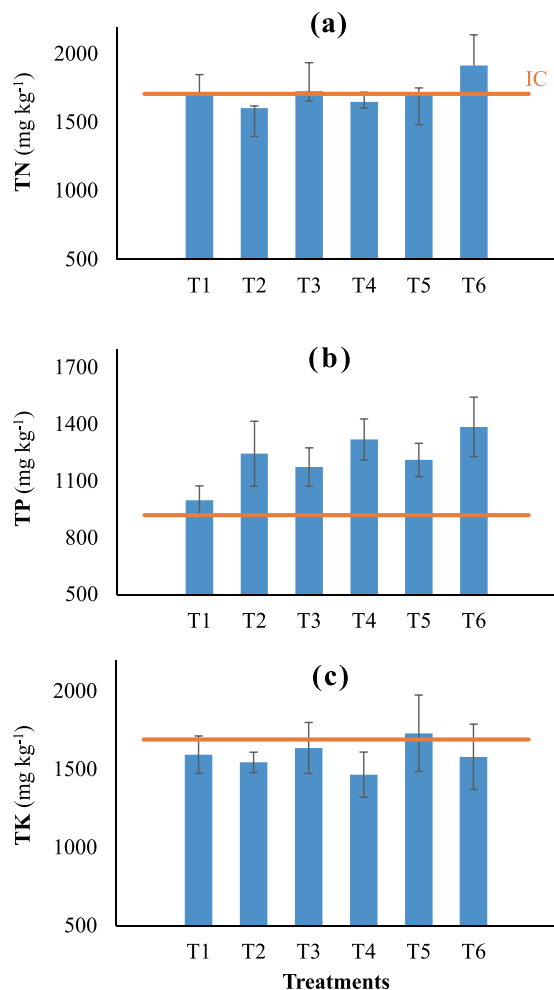 (a)
2000
1500
1000
500
TN (mg kg⁻¹)
IC
T1 T2 T3 T4 T5 T6
(b)
1700
1400
1100
800
500
TP (mg kg⁻¹)
T1 T2 T3 T4 T5 T6
(c)
2000
1500
1000
500
TK (mg kg⁻¹)
T1 T2 T3 T4 T5 T6
Treatments